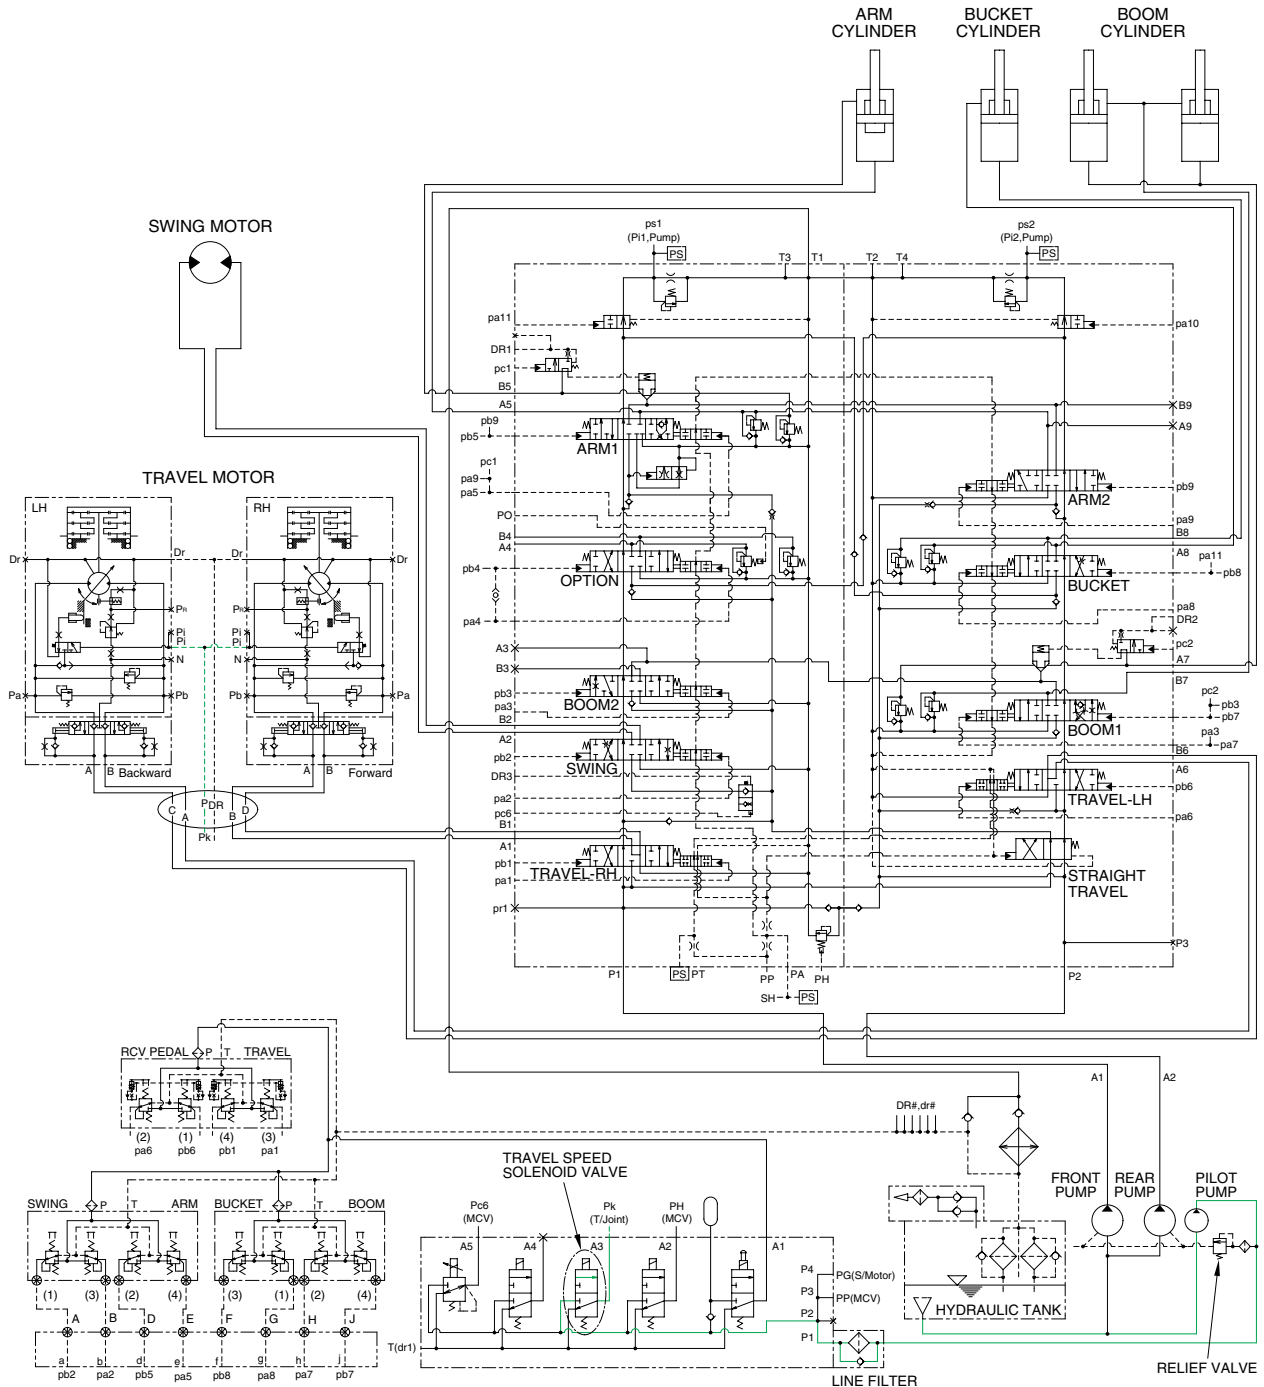 ARM
CYLINDER
BUCKET
CYLINDER
BOOM
CYLINDER
SWING MOTOR
ps1
(Pi1,Pump)
PS
T3
T1
T2
T4
ps2
(Pi2,Pump)
PS
pa11
pa10
DR1
pc1
B5
A5
B9
A9
pb9
pb5
ARM1
pc1
pa9
pa5
ARM2
pb9
PO
pa9
B4
A4
B8
A8
pb4
OPTION
BUCKET
pa11
pb8
pa4
pa8
DR2
pc2
A3
B3
A7
B7
pb3
pa3
BOOM2
pc2
pb3
pb7
BOOM1
B2
A2
pa3
pa7
pb2
SWING
B6
A6
DR3
pa2
pc6
TRAVEL-LH
pb6
pa6
B1
A1
pb1
pa1
TRAVEL-RH
STRAIGHT
TRAVEL
pr1
P3
P1
PS
PT
PP
PA
PH
P2
SH
PS
TRAVEL MOTOR
LH
RH
Dr
Dr
Dr
Dr
PR
PR
Pi
Pi
Pi
Pi
N
N
Pa
Pb
Pb
Pa
A
B
Backward
A
B
Forward
C
A
P
DR
B
D
Pk
RCV PEDAL
P
T
TRAVEL
(2)
(1)
(4)
(3)
pa6
pb6
pb1
pa1
SWING
P
T
ARM
BUCKET
P
T
BOOM
(1)
(3)
(2)
(4)
(3)
(1)
(2)
(4)
A
B
D
E
F
G
H
J
a
b
d
e
f
g
h
j
pb2
pa2
pb5
pa5
pb8
pa8
pa7
pb7
TRAVEL SPEED
SOLENOID VALVE
Pc6
(MCV)
Pk
(T/Joint)
PH
(MCV)
A5
A4
A3
A2
A1
P4
PG(S/Motor)
P3
PP(MCV)
P2
P1
T(dr1)
LINE FILTER
DR#,dr#
A1
A2
FRONT
PUMP
REAR
PUMP
PILOT
PUMP
HYDRAULIC TANK
RELIEF VALVE